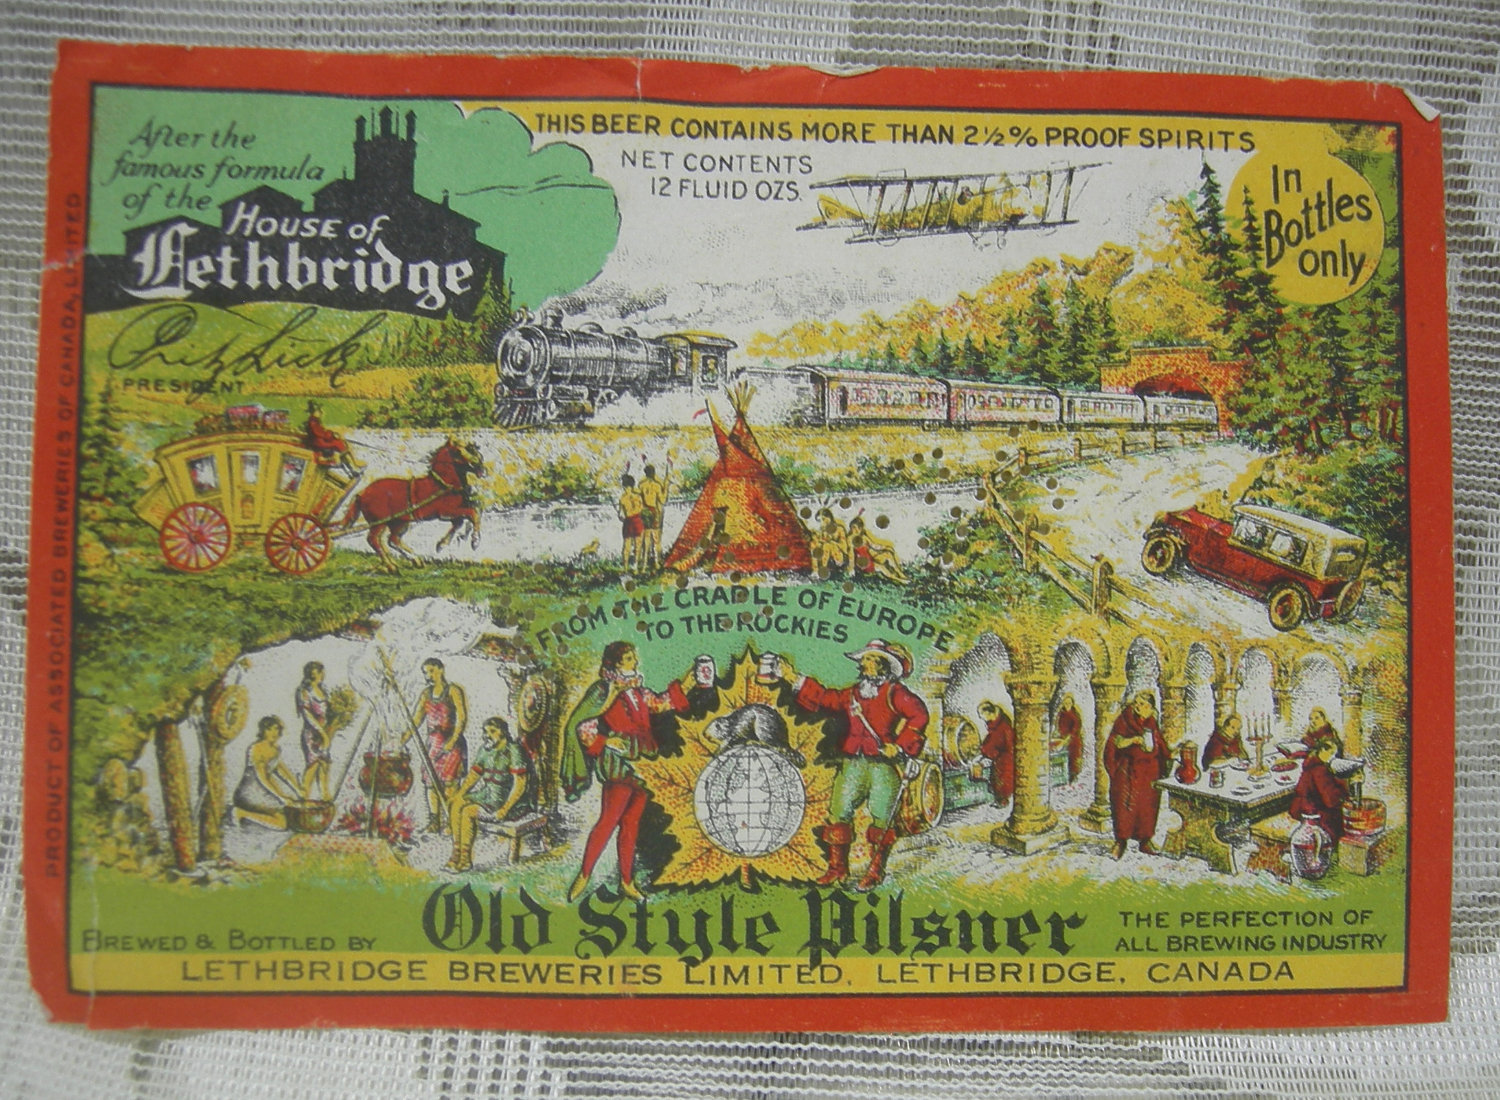 After the
famous formula
of the
HOUSE of
Lethbridge
Fritz Sick
PRESIDENT
THIS BEER CONTAINS MORE THAN 2½% PROOF SPIRITS
NET CONTENTS
12 FLUID OZS.
In
Bottles
only
PRODUCT OF ASSOCIATED BREWERIES OF CANADA, LIMITED
FROM THE CRADLE OF EUROPE
TO THE ROCKIES
Old Style Pilsner
BREWED & BOTTLED BY
THE PERFECTION OF
ALL BREWING INDUSTRY
LETHBRIDGE BREWERIES LIMITED, LETHBRIDGE, CANADA